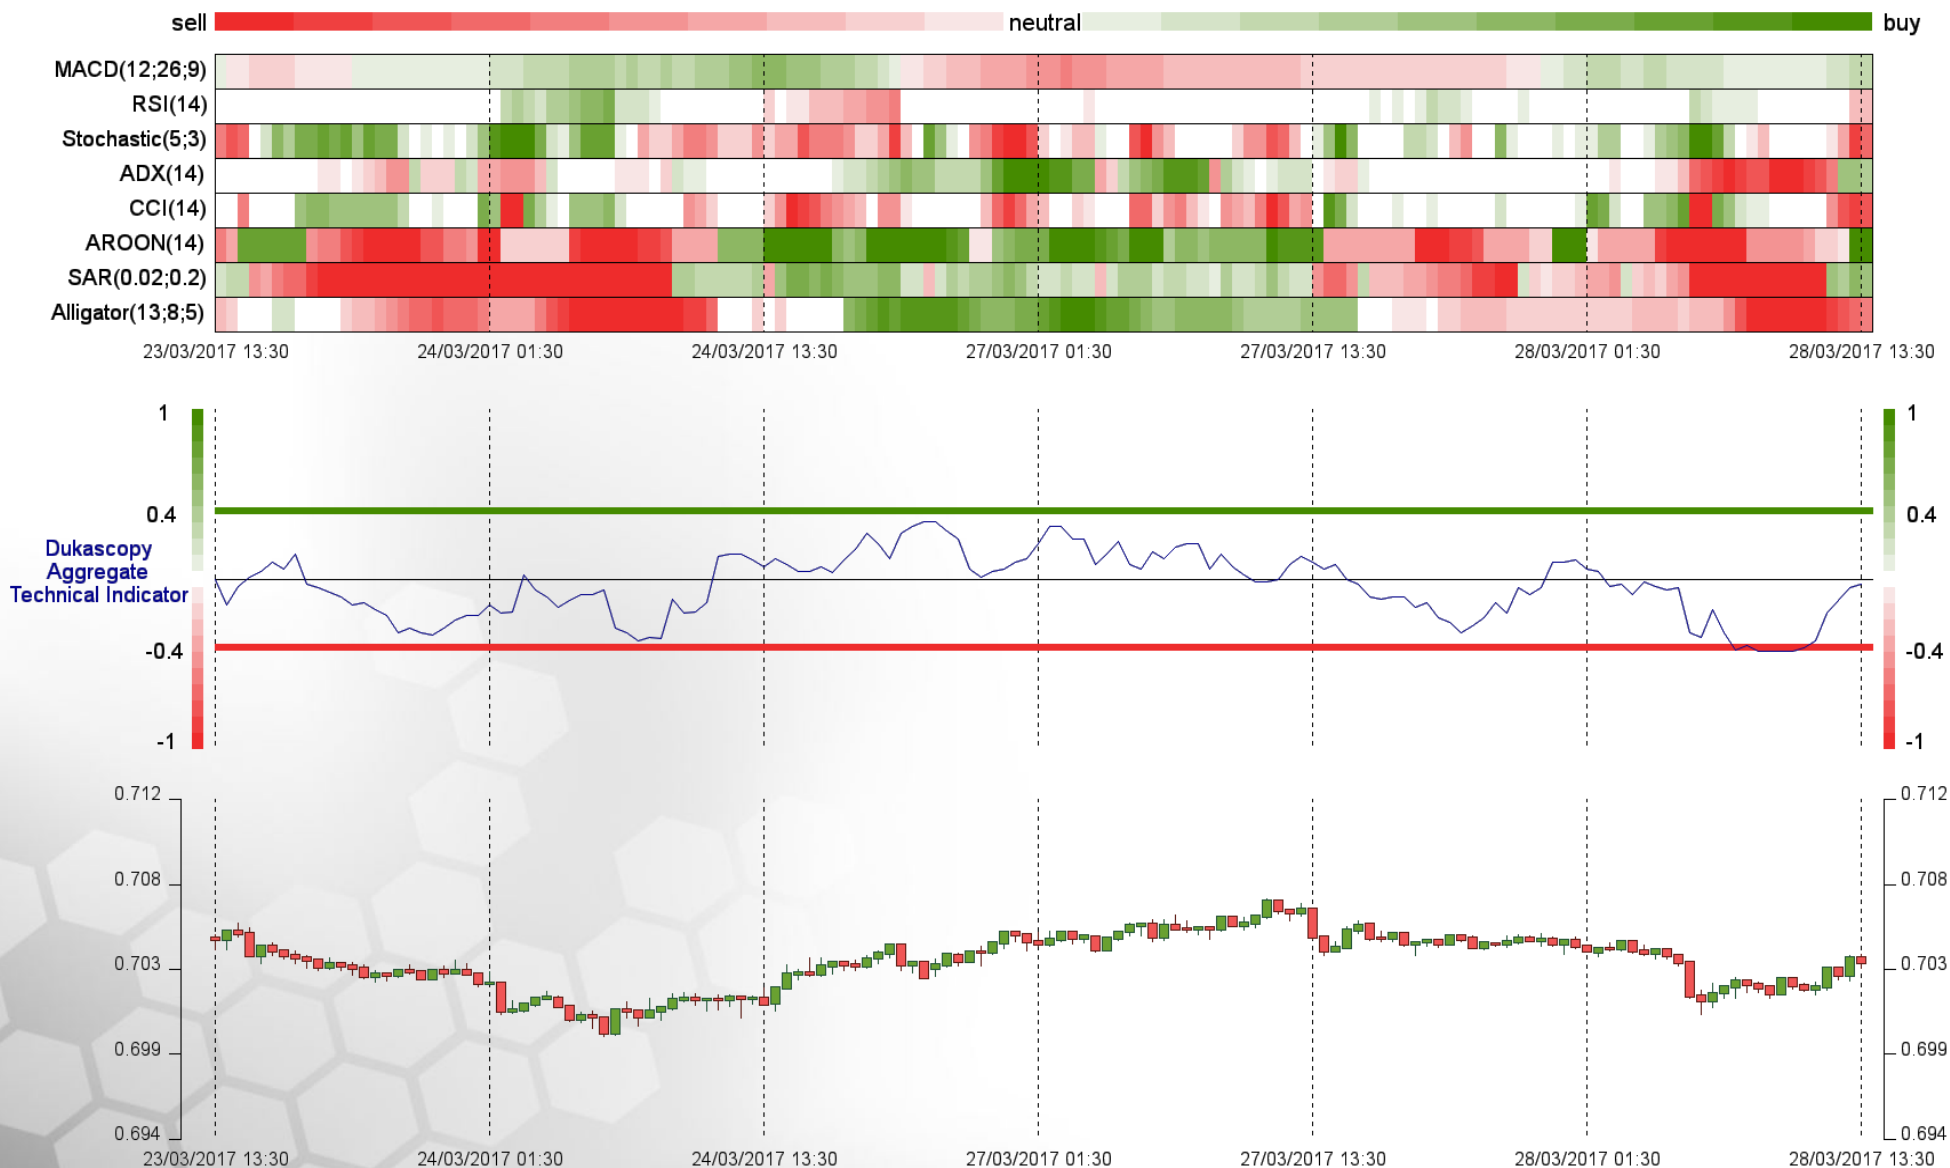 sell neutral buy
MACD(12;26;9)
RSI(14)
Stochastic(5;3)
ADX(14)
CCI(14)
AROON(14)
SAR(0.02;0.2)
Alligator(13;8;5)
23/03/2017 13:30 24/03/2017 01:30 24/03/2017 13:30 27/03/2017 01:30 27/03/2017 13:30 28/03/2017 01:30 28/03/2017 13:30
1 1
0.4 0.4
Dukascopy
Aggregate
Technical Indicator
-0.4 -0.4
-1 -1
0.712 0.712
0.708 0.708
0.703 0.703
0.699 0.699
0.694 0.694
23/03/2017 13:30 24/03/2017 01:30 24/03/2017 13:30 27/03/2017 01:30 27/03/2017 13:30 28/03/2017 01:30 28/03/2017 13:30